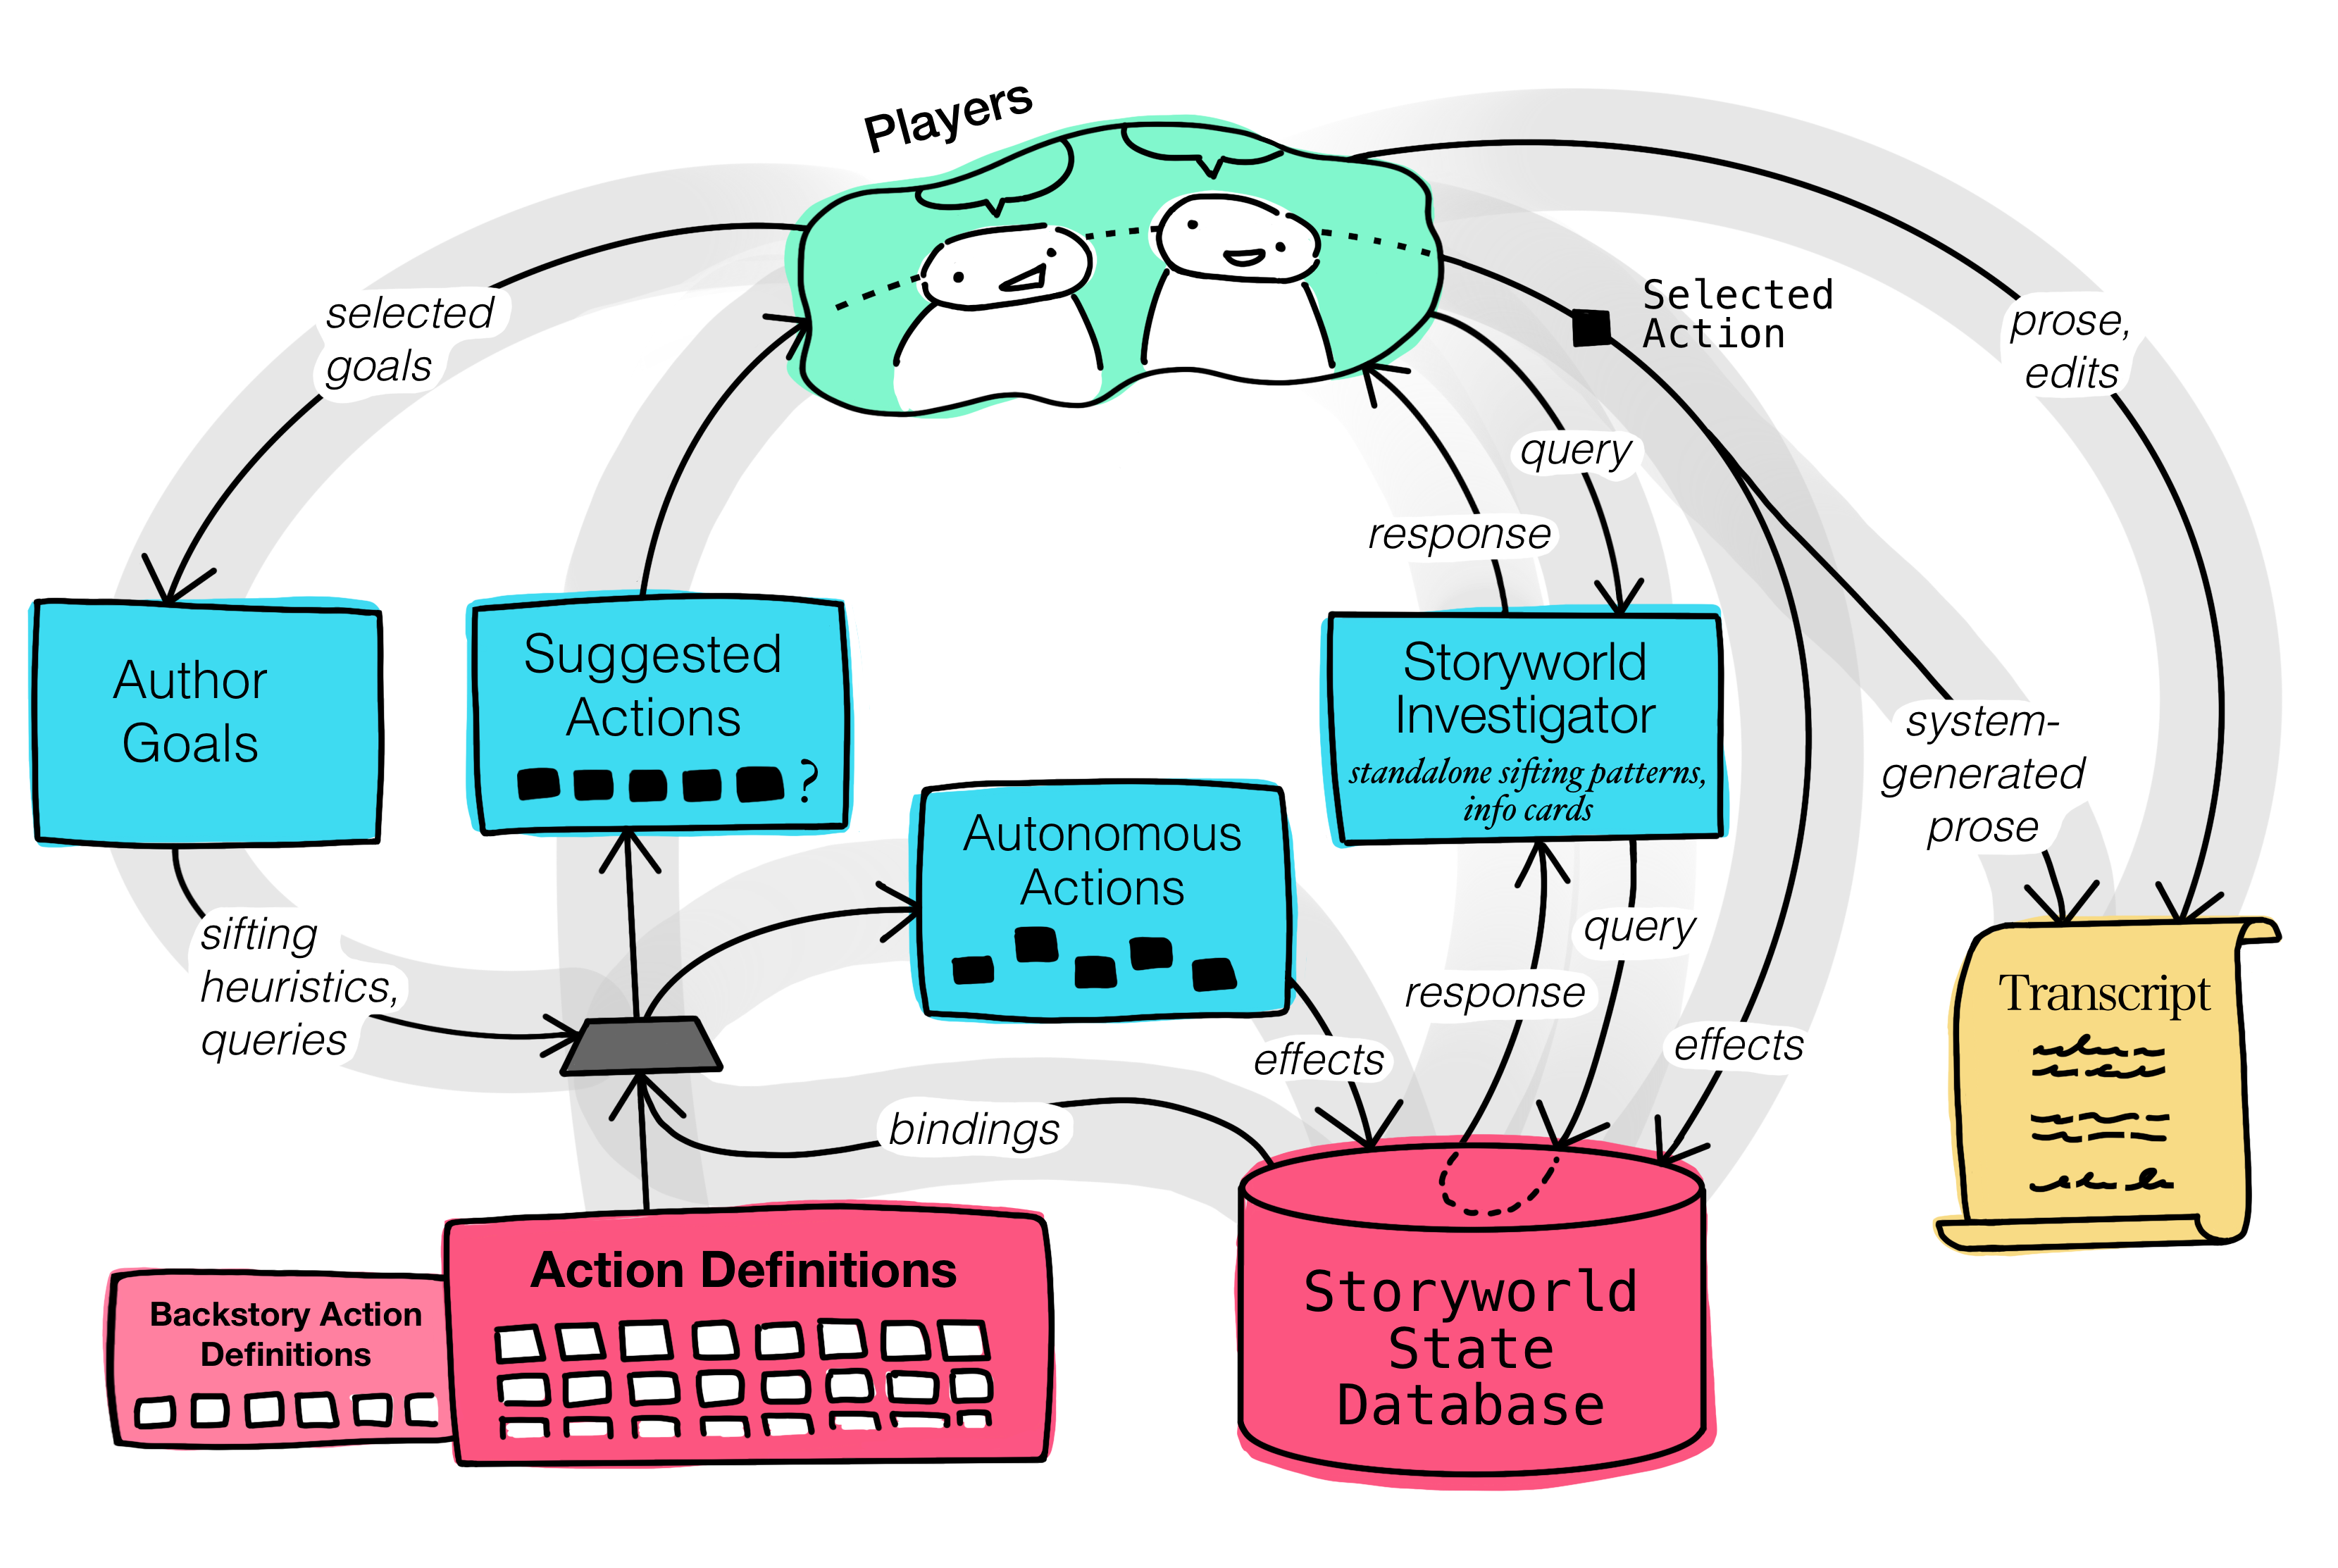 Players
selected
goals
Selected
Action
prose,
edits
query
response
Author
Goals
Suggested
Actions
?
Storyworld
Investigator
standalone sifting patterns,
info cards
system-
generated
prose
Autonomous
Actions
sifting
heuristics,
queries
query
response
effects
effects
bindings
Transcript
Action Definitions
Backstory Action
Definitions
Storyworld
State
Database